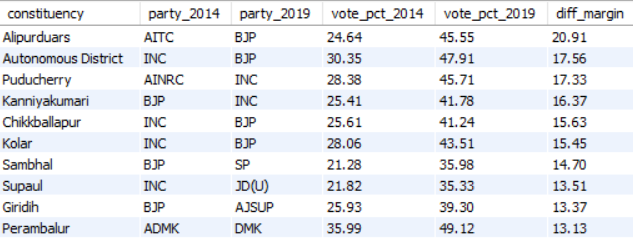 constituency party_2014 party_2019 vote_pct_2014 vote_pct_2019 diff_margin
Alipurduars AITC BJP 24.64 45.55 20.91
Autonomous District INC BJP 30.35 47.91 17.56
Puducherry AINRC INC 28.38 45.71 17.33
Kanniyakumari BJP INC 25.41 41.78 16.37
Chikkballapur INC BJP 25.61 41.24 15.63
Kolar INC BJP 28.06 43.51 15.45
Sambhal BJP SP 21.28 35.98 14.70
Supaul INC JD(U) 21.82 35.33 13.51
Giridih BJP AJSUP 25.93 39.30 13.37
Perambalur ADMK DMK 35.99 49.12 13.13